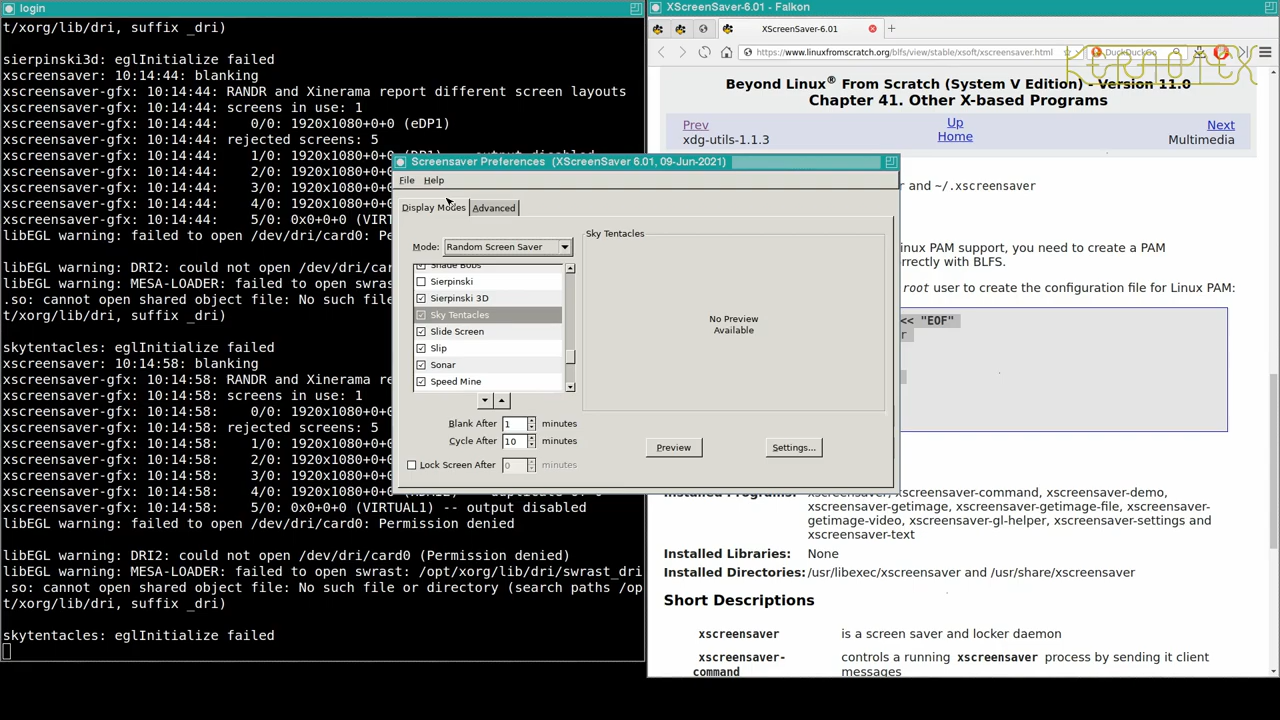 login
t/xorg/lib/dri, suffix _dri)
sierpinski3d: eglInitialize failed
xscreensaver: 10:14:44: blanking
xscreensaver-gfx: 10:14:44: RANDR and Xinerama report different screen layouts
xscreensaver-gfx: 10:14:44: screens in use: 1
xscreensaver-gfx: 10:14:44:   0/0: 1920x1080+0+0 (eDP1)
xscreensaver-gfx: 10:14:44: rejected screens: 5
xscreensaver-gfx: 10:14:44:   1/0: 1920x1080+0+0
xscreensaver-gfx: 10:14:44:   2/0: 1920x1080+0+0
xscreensaver-gfx: 10:14:44:   3/0: 1920x1080+0+0
xscreensaver-gfx: 10:14:44:   4/0: 1920x1080+0+0
xscreensaver-gfx: 10:14:44:   5/0: 0x0+0+0 (VIRT
libEGL warning: failed to open /dev/dri/card0: Pe
libEGL warning: DRI2: could not open /dev/dri/car
libEGL warning: MESA-LOADER: failed to open swras
.so: cannot open shared object file: No such file
t/xorg/lib/dri, suffix _dri)
skytentacles: eglInitialize failed
xscreensaver: 10:14:58: blanking
xscreensaver-gfx: 10:14:58: RANDR and Xinerama re
xscreensaver-gfx: 10:14:58: screens in use: 1
xscreensaver-gfx: 10:14:58:   0/0: 1920x1080+0+0
xscreensaver-gfx: 10:14:58: rejected screens: 5
xscreensaver-gfx: 10:14:58:   1/0: 1920x1080+0+0
xscreensaver-gfx: 10:14:58:   2/0: 1920x1080+0+0
xscreensaver-gfx: 10:14:58:   3/0: 1920x1080+0+0
xscreensaver-gfx: 10:14:58:   4/0: 1920x1080+0+0
xscreensaver-gfx: 10:14:58:   5/0: 0x0+0+0 (VIRTUAL1) -- output disabled
libEGL warning: failed to open /dev/dri/card0: Permission denied
libEGL warning: DRI2: could not open /dev/dri/card0 (Permission denied)
libEGL warning: MESA-LOADER: failed to open swrast: /opt/xorg/lib/dri/swrast_dri
.so: cannot open shared object file: No such file or directory (search paths /op
t/xorg/lib/dri, suffix _dri)
skytentacles: eglInitialize failed
Screensaver Preferences  (XScreenSaver 6.01, 09-Jun-2021)
File Help
Display Modes Advanced
Mode: Random Screen Saver
Shade Bobs
Sierpinski
Sierpinski 3D
Sky Tentacles
Slide Screen
Slip
Sonar
Speed Mine
Blank After 1 minutes
Cycle After 10 minutes
Lock Screen After 0 minutes
Sky Tentacles
No Preview
Available
Preview Settings...
XScreenSaver-6.01 - Falkon
XScreenSaver-6.01
https://www.linuxfromscratch.org/blfs/view/stable/xsoft/xscreensaver.html
DuckDuckGo
KERNOTEX
Beyond Linux® From Scratch (System V Edition) - Version 11.0
Chapter 41. Other X-based Programs
Prev Up Next
xdg-utils-1.1.3 Home Multimedia
r and ~/.xscreensaver
inux PAM support, you need to create a PAM
rrectly with BLFS.
root user to create the configuration file for Linux PAM:
<< "EOF"
r
Installed Programs: xscreensaver, xscreensaver-command, xscreensaver-demo,
xscreensaver-getimage, xscreensaver-getimage-file, xscreensaver-
getimage-video, xscreensaver-gl-helper, xscreensaver-settings and
xscreensaver-text
Installed Libraries: None
Installed Directories: /usr/libexec/xscreensaver and /usr/share/xscreensaver
Short Descriptions
xscreensaver is a screen saver and locker daemon
xscreensaver- controls a running xscreensaver process by sending it client
command messages